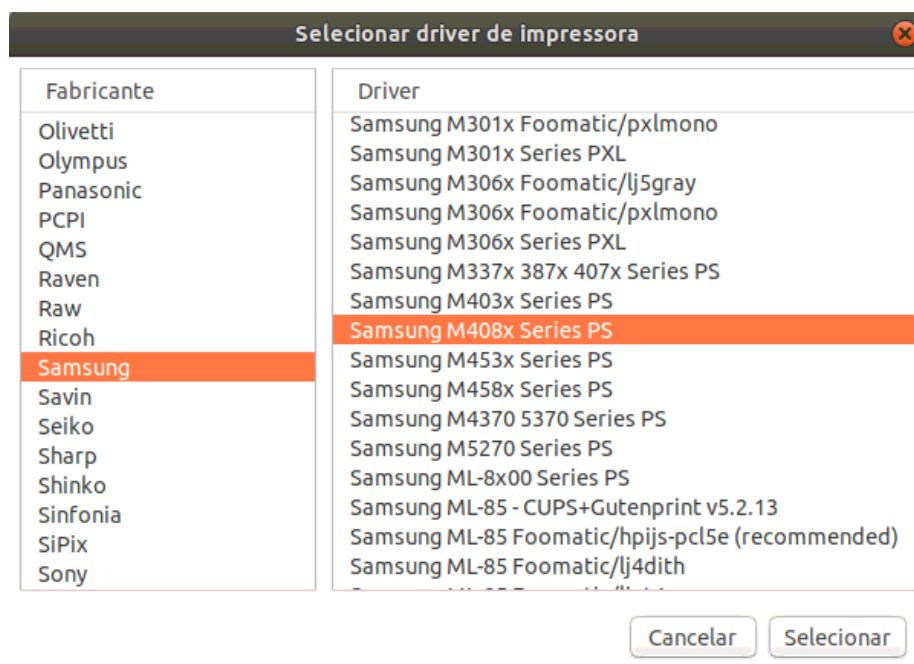 Selecionar driver de impressora
Fabricante
Olivetti
Olympus
Panasonic
PCPI
QMS
Raven
Raw
Ricoh
Samsung
Savin
Seiko
Sharp
Shinko
Sinfonia
SiPix
Sony
Driver
Samsung M301x Foomatic/pxlmono
Samsung M301x Series PXL
Samsung M306x Foomatic/lj5gray
Samsung M306x Foomatic/pxlmono
Samsung M306x Series PXL
Samsung M337x 387x 407x Series PS
Samsung M403x Series PS
Samsung M408x Series PS
Samsung M453x Series PS
Samsung M458x Series PS
Samsung M4370 5370 Series PS
Samsung M5270 Series PS
Samsung ML-8x00 Series PS
Samsung ML-85 - CUPS+Gutenprint v5.2.13
Samsung ML-85 Foomatic/hpijs-pcl5e (recommended)
Samsung ML-85 Foomatic/lj4dith
Cancelar
Selecionar